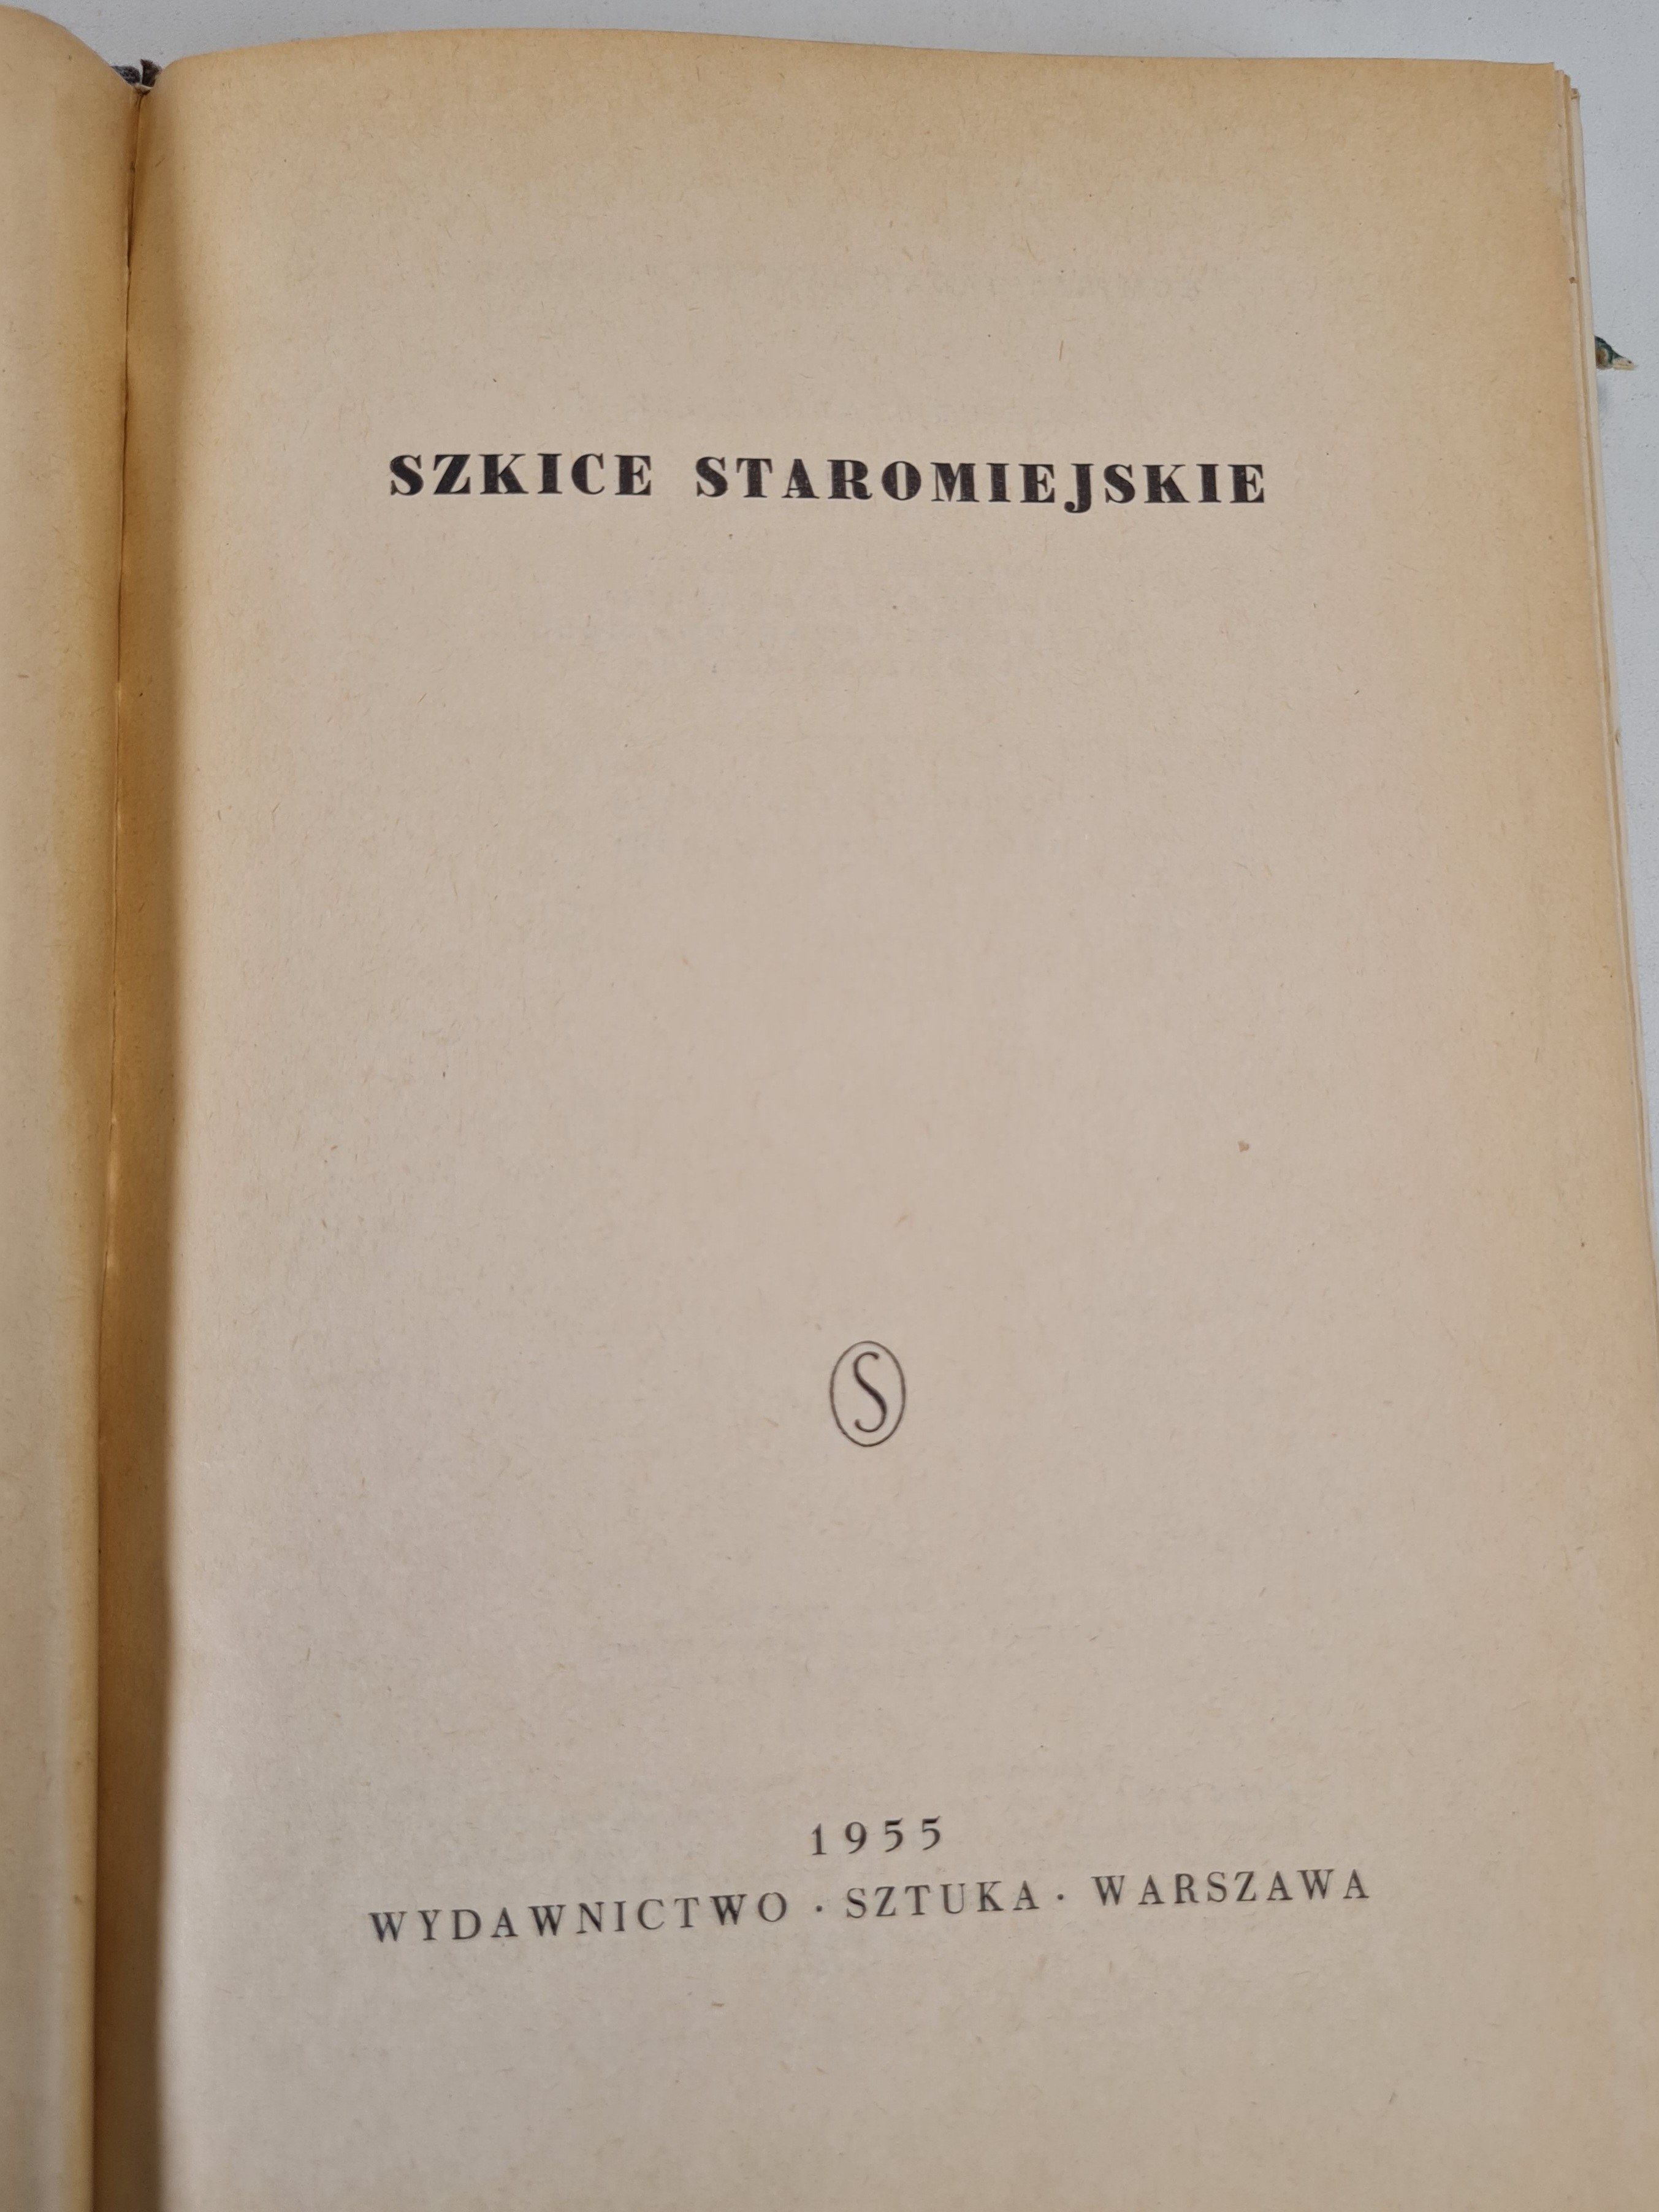 SZKICE STAROMIEJSKIE
S
1955
WYDAWNICTWO · SZTUKA · WARSZAWA